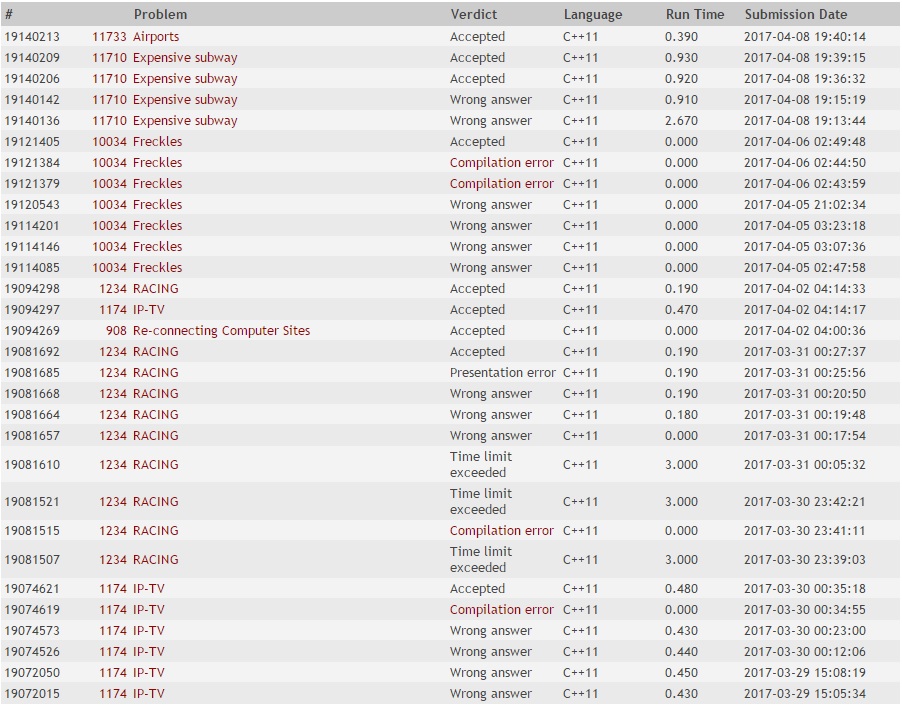 # Problem Verdict Language Run Time Submission Date
19140213 11733 Airports Accepted C++11 0.390 2017-04-08 19:40:14
19140209 11710 Expensive subway Accepted C++11 0.930 2017-04-08 19:39:15
19140206 11710 Expensive subway Accepted C++11 0.920 2017-04-08 19:36:32
19140142 11710 Expensive subway Wrong answer C++11 0.910 2017-04-08 19:15:19
19140136 11710 Expensive subway Wrong answer C++11 2.670 2017-04-08 19:13:44
19121405 10034 Freckles Accepted C++11 0.000 2017-04-06 02:49:48
19121384 10034 Freckles Compilation error C++11 0.000 2017-04-06 02:44:50
19121379 10034 Freckles Compilation error C++11 0.000 2017-04-06 02:43:59
19120543 10034 Freckles Wrong answer C++11 0.000 2017-04-05 21:02:34
19114201 10034 Freckles Wrong answer C++11 0.000 2017-04-05 03:23:18
19114146 10034 Freckles Wrong answer C++11 0.000 2017-04-05 03:07:36
19114085 10034 Freckles Wrong answer C++11 0.000 2017-04-05 02:47:58
19094298 1234 RACING Accepted C++11 0.190 2017-04-02 04:14:33
19094297 1174 IP-TV Accepted C++11 0.470 2017-04-02 04:14:17
19094269 908 Re-connecting Computer Sites Accepted C++11 0.000 2017-04-02 04:00:36
19081692 1234 RACING Accepted C++11 0.190 2017-03-31 00:27:37
19081685 1234 RACING Presentation error C++11 0.190 2017-03-31 00:25:56
19081668 1234 RACING Wrong answer C++11 0.190 2017-03-31 00:20:50
19081664 1234 RACING Wrong answer C++11 0.180 2017-03-31 00:19:48
19081657 1234 RACING Wrong answer C++11 0.000 2017-03-31 00:17:54
19081610 1234 RACING Time limit exceeded C++11 3.000 2017-03-31 00:05:32
19081521 1234 RACING Time limit exceeded C++11 3.000 2017-03-30 23:42:21
19081515 1234 RACING Compilation error C++11 0.000 2017-03-30 23:41:11
19081507 1234 RACING Time limit exceeded C++11 3.000 2017-03-30 23:39:03
19074621 1174 IP-TV Accepted C++11 0.480 2017-03-30 00:35:18
19074619 1174 IP-TV Compilation error C++11 0.000 2017-03-30 00:34:55
19074573 1174 IP-TV Wrong answer C++11 0.430 2017-03-30 00:23:00
19074526 1174 IP-TV Wrong answer C++11 0.440 2017-03-30 00:12:06
19072050 1174 IP-TV Wrong answer C++11 0.450 2017-03-29 15:08:19
19072015 1174 IP-TV Wrong answer C++11 0.430 2017-03-29 15:05:34